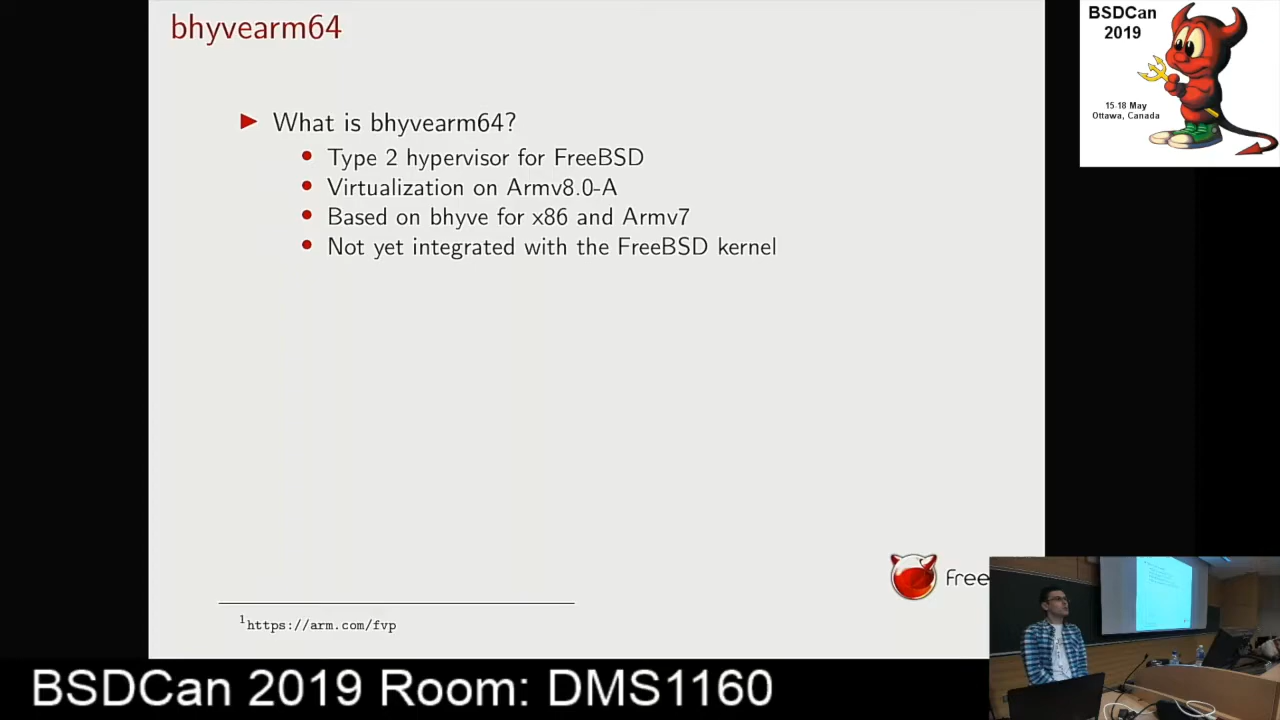 bhyvearm64
BSDCan
2019
15-18 May
Ottawa, Canada
What is bhyvearm64?
Type 2 hypervisor for FreeBSD
Virtualization on Armv8.0-A
Based on bhyve for x86 and Armv7
Not yet integrated with the FreeBSD kernel
Free
1https://arm.com/fvp
BSDCan 2019 Room: DMS1160